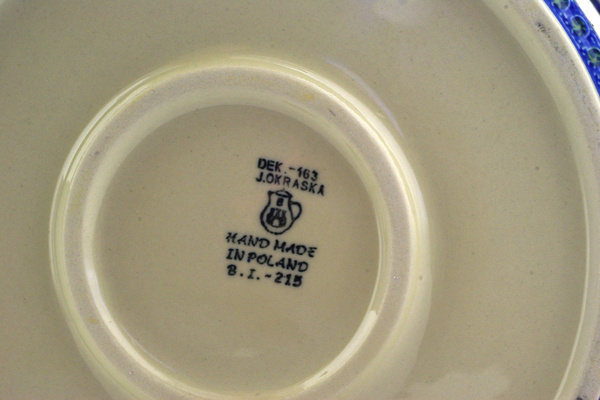 DEK.-163
J.OKRASKA
HAND MADE
IN POLAND
B.I.-215